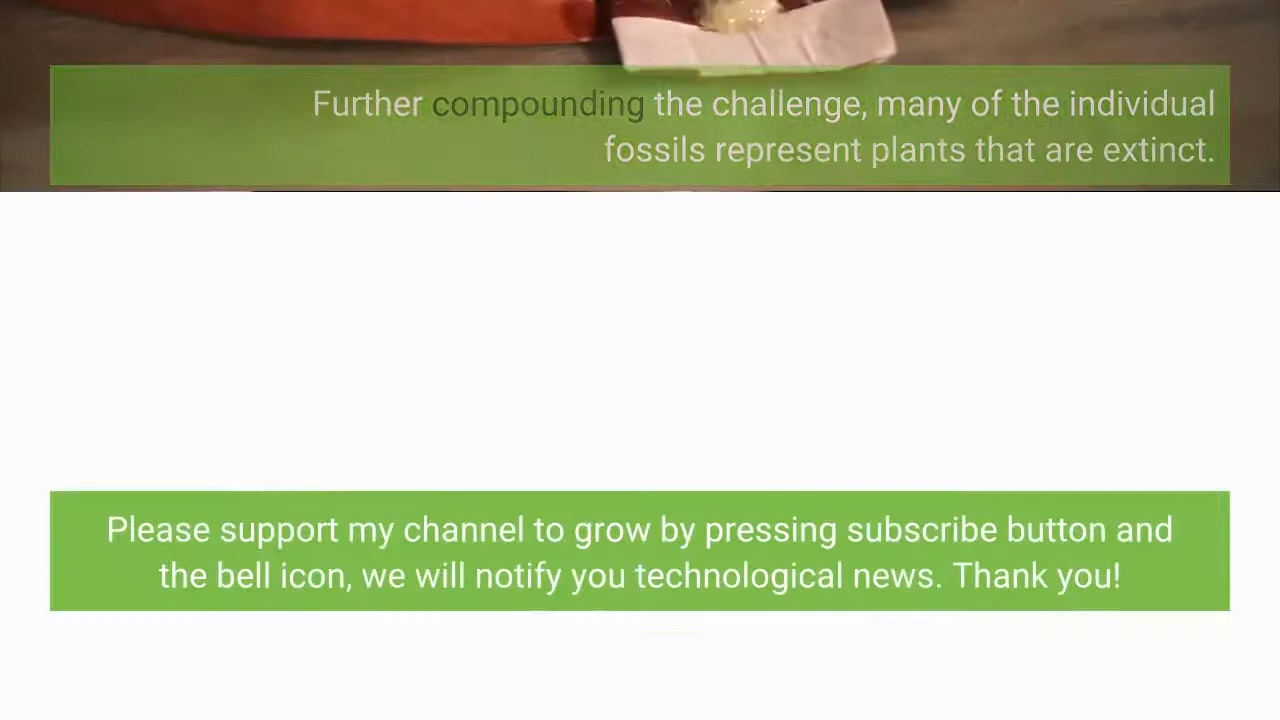 Further compounding the challenge, many of the individual
fossils represent plants that are extinct.
Please support my channel to grow by pressing subscribe button and
the bell icon, we will notify you technological news. Thank you!